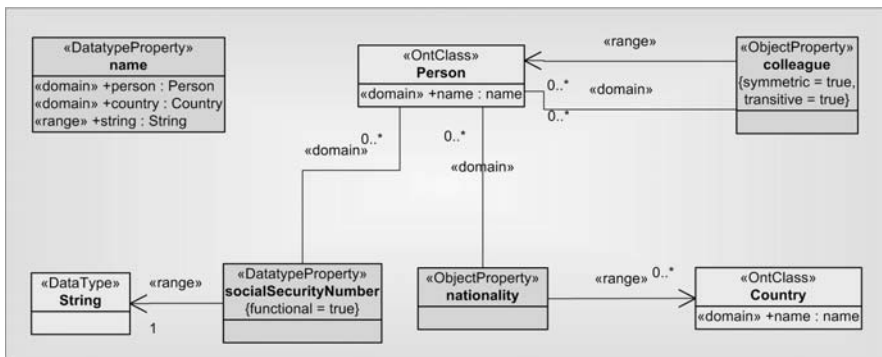 «DatatypeProperty»
name
«domain» +person : Person
«domain» +country : Country
«range» +string : String
«OntClass»
Person
«domain» +name : name
«range»
«ObjectProperty»
colleague
{symmetric = true,
transitive = true}
0..*
«domain»
0..*
0..*
«domain»
0..*
«domain»
«DataType»
String
«range»
1
«DatatypeProperty»
socialSecurityNumber
{functional = true}
«ObjectProperty»
nationality
«range»
0..*
«OntClass»
Country
«domain» +name : name